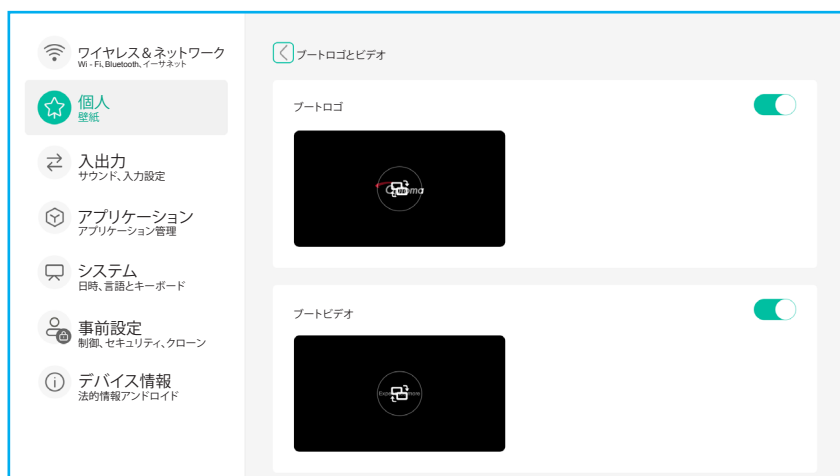 ワイヤレス＆ネットワーク
Wi - Fi、Bluetooth、イーサネット
個人
壁紙
入出力
サウンド、入力設定
アプリケーション
アプリケーション管理
システム
日時、言語とキーボード
事前設定
制御、セキュリティ、クローン
デバイス情報
法的情報アンドロイド
ブートロゴとビデオ
ブートロゴ
ブートビデオ